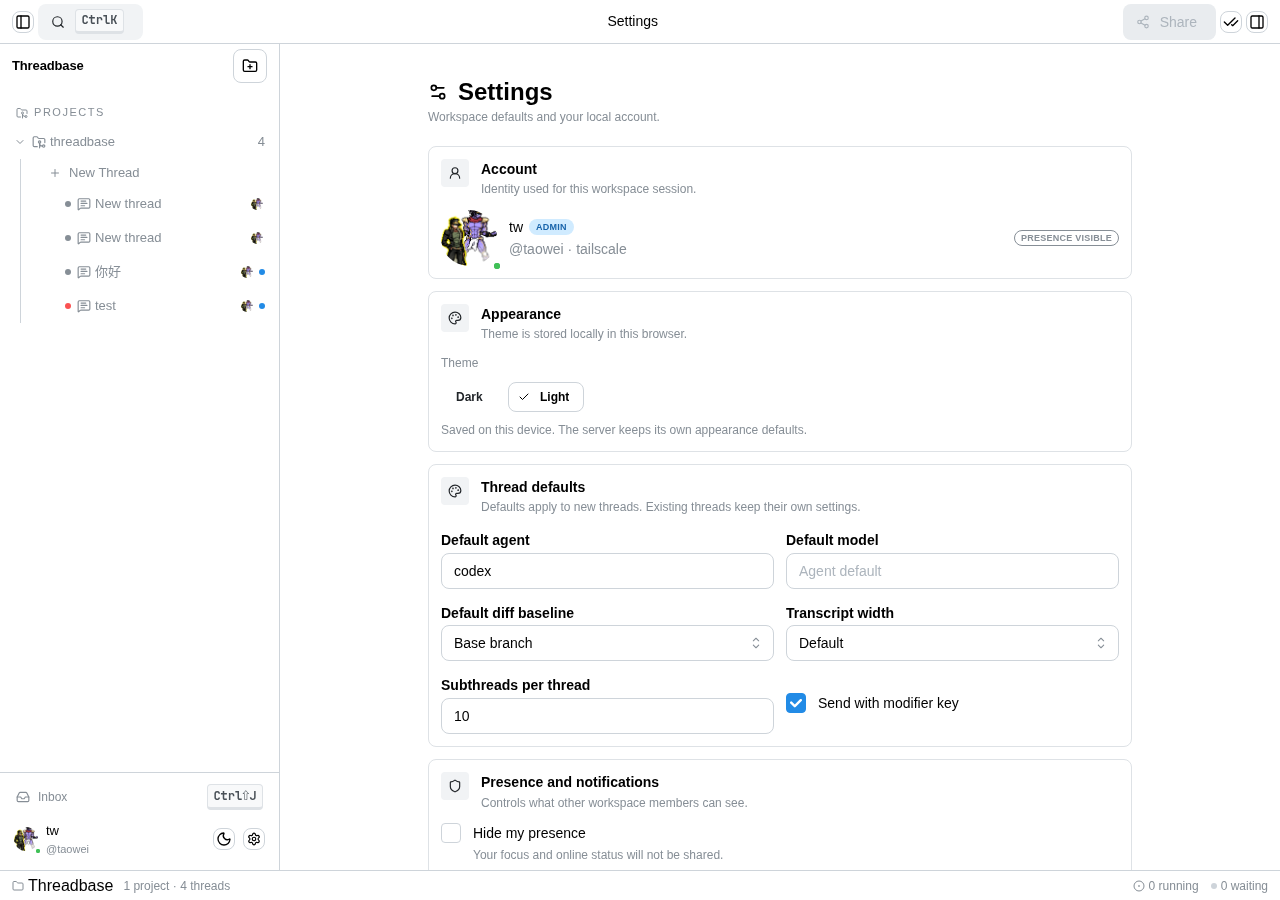 CtrlK
Settings
Share
Threadbase
PROJECTS
threadbase 4
New Thread
New thread
New thread
你好
test
Inbox Ctrl⇧J
tw
@taowei
Settings
Workspace defaults and your local account.
Account
Identity used for this workspace session.
tw ADMIN
@taowei · tailscale
PRESENCE VISIBLE
Appearance
Theme is stored locally in this browser.
Theme
Dark Light
Saved on this device. The server keeps its own appearance defaults.
Thread defaults
Defaults apply to new threads. Existing threads keep their own settings.
Default agent Default model
codex Agent default
Default diff baseline Transcript width
Base branch Default
Subthreads per thread
10
Send with modifier key
Presence and notifications
Controls what other workspace members can see.
Hide my presence
Your focus and online status will not be shared.
Threadbase 1 project · 4 threads 0 running 0 waiting